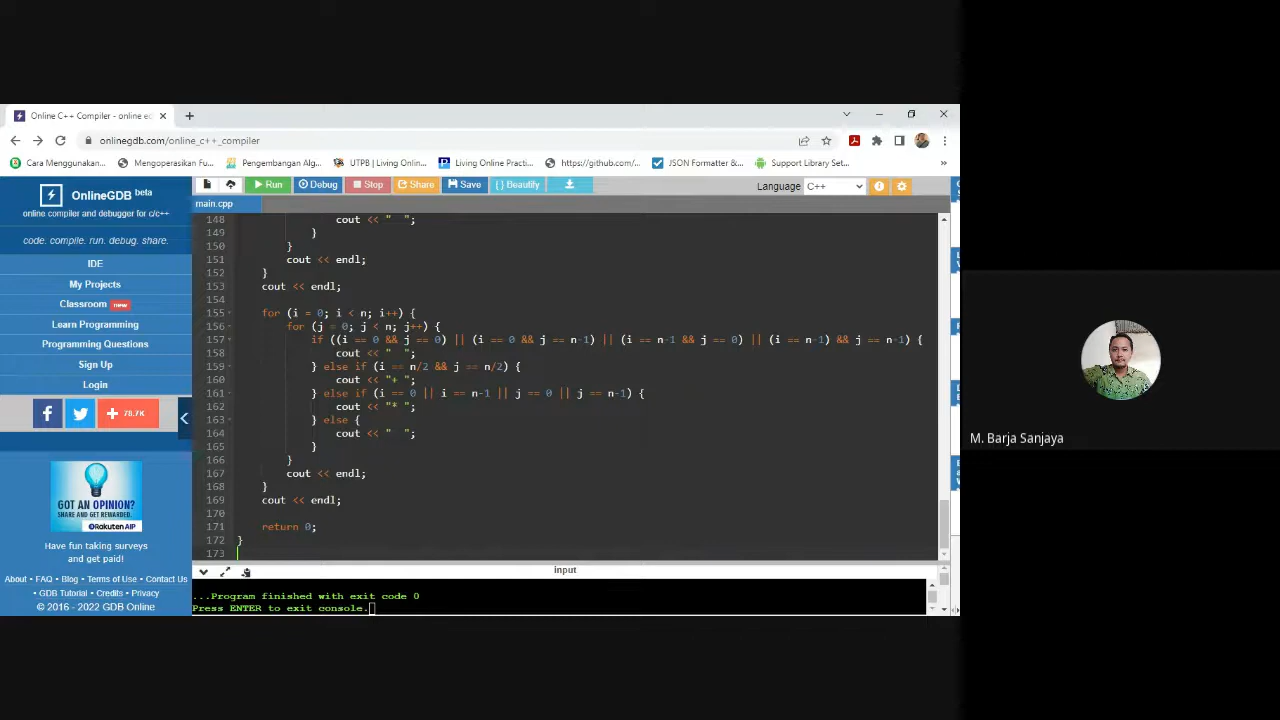 Online C++ Compiler - online ed
onlinegdb.com/online_c++_compiler
Cara Menggunakan...
Mengoperasikan Fu...
Pengembangan Alg...
UTPB | Living Onlin...
Living Online Practi...
https://github.com/...
JSON Formatter &...
Support Library Set...
»
OnlineGDB beta
online compiler and debugger for c/c++
code. compile. run. debug. share.
IDE
My Projects
Classroom new
Learn Programming
Programming Questions
Sign Up
Login
f
+ 78.7K
GOT AN OPINION?
SHARE AND GET REWARDED.
Rakuten AIP
Have fun taking surveys
and get paid!
About • FAQ • Blog • Terms of Use • Contact Us
• GDB Tutorial • Credits • Privacy
© 2016 - 2022 GDB Online
Run Debug Stop Share Save { } Beautify
Language C++
main.cpp
148 cout << "  ";
149 }
150 }
151 cout << endl;
152 }
153 cout << endl;
154
155 for (i = 0; i < n; i++) {
156 for (j = 0; j < n; j++) {
157 if ((i == 0 && j == 0) || (i == 0 && j == n-1) || (i == n-1 && j == 0) || (i == n-1) && j == n-1) {
158 cout << "  ";
159 } else if (i == n/2 && j == n/2) {
160 cout << "+ ";
161 } else if (i == 0 || i == n-1 || j == 0 || j == n-1) {
162 cout << "* ";
163 } else {
164 cout << "  ";
165 }
166 }
167 cout << endl;
168 }
169 cout << endl;
170
171 return 0;
172 }
173
input
...Program finished with exit code 0
Press ENTER to exit console.
M. Barja Sanjaya